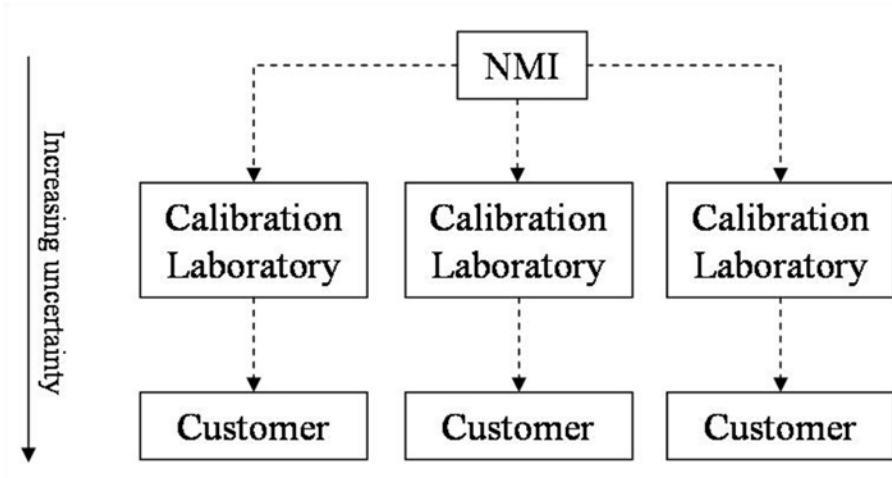 NMI
Increasing uncertainty
Calibration
Laboratory
Calibration
Laboratory
Calibration
Laboratory
Customer
Customer
Customer